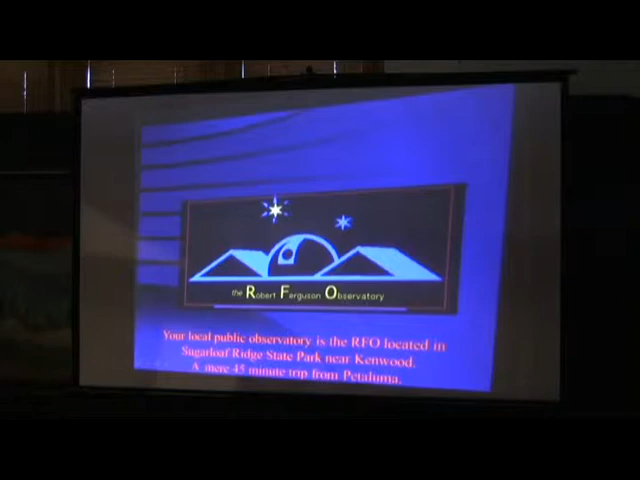 the Robert Ferguson Observatory
Your local public observatory is the RFO located in
Sugarloaf Ridge State Park near Kenwood.
A mere 45 minute trip from Petaluma.